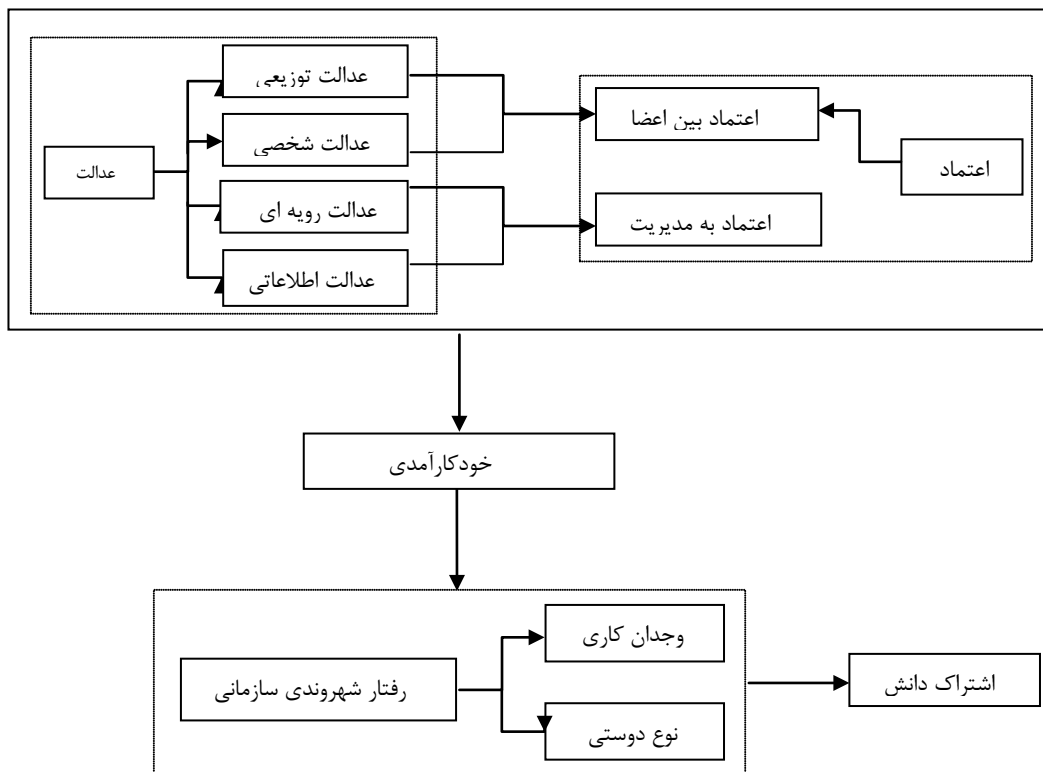 عدالت توزیعی
اعتماد بین اعضا
عدالت شخصی
اعتماد
عدالت
عدالت رویه ای
اعتماد به مدیریت
عدالت اطلاعاتی
خودکارآمدی
وجدان کاری
رفتار شهروندی سازمانی
اشتراک دانش
نوع دوستی